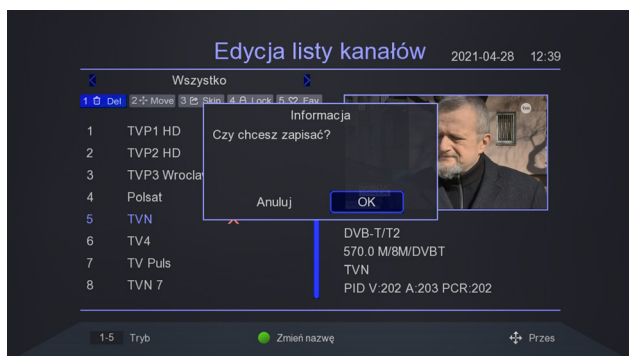 Edycja listy kanałów 2021-04-28 12:39
Wszystko
1 Del 2 Move 3 Skip 4 Lock 5 Fav
Informacja
Czy chcesz zapisać?
Anuluj OK
1 TVP1 HD
2 TVP2 HD
3 TVP3 Wrocła
4 Polsat
5 TVN
6 TV4
7 TV Puls
8 TVN 7
DVB-T/T2
570.0 M/8M/DVBT
TVN
PID V:202 A:203 PCR:202
1-5 Tryb Zmień nazwę Przes